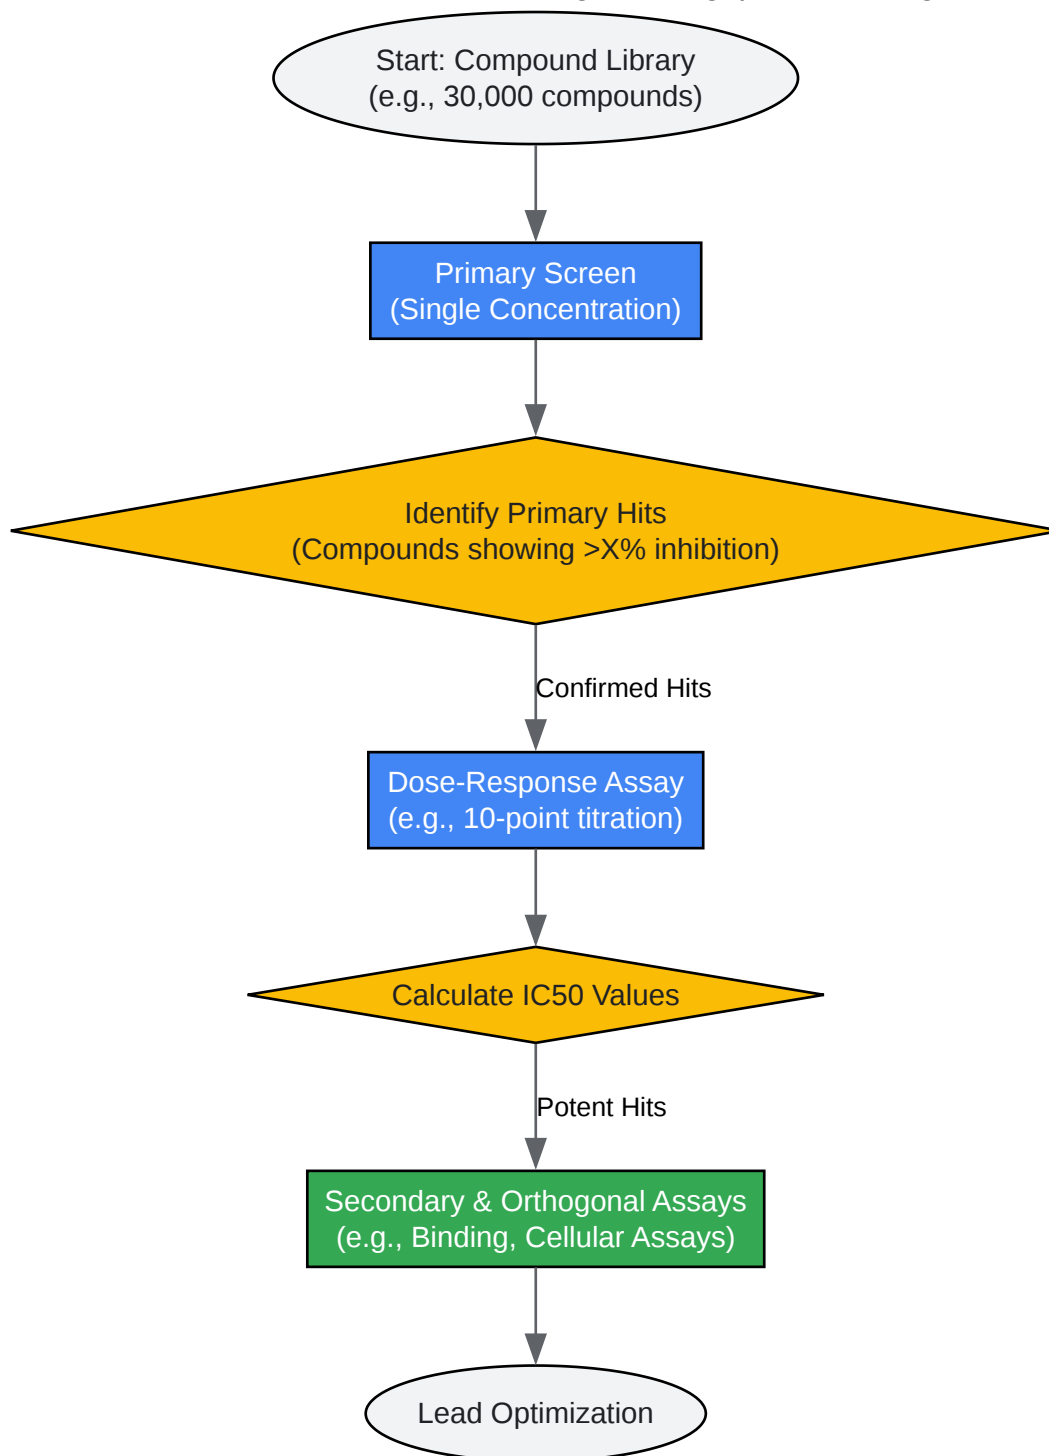 Start: Compound Library
(e.g., 30,000 compounds)
Primary Screen
(Single Concentration)
Identify Primary Hits
(Compounds showing >X% inhibition)
Confirmed Hits
Dose-Response Assay
(e.g., 10-point titration)
Calculate IC50 Values
Potent Hits
Secondary & Orthogonal Assays
(e.g., Binding, Cellular Assays)
Lead Optimization